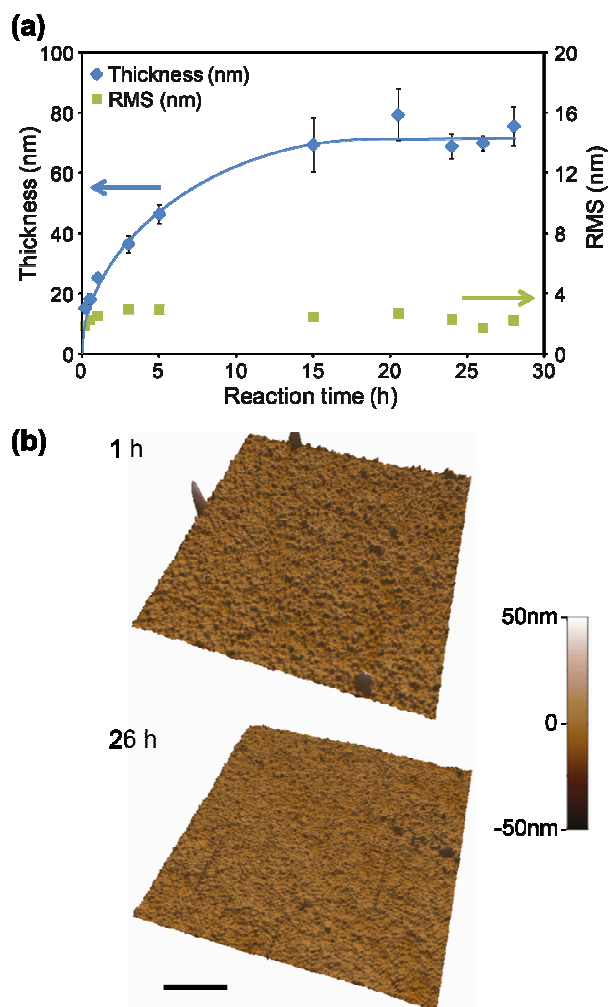 (a)
100
80
60
40
20
0
Thickness (nm)
Thickness (nm)
RMS (nm)
20
16
12
8
4
0
RMS (nm)
0 5 10 15 20 25 30
Reaction time (h)
(b)
1 h
26 h
50nm
0
-50nm